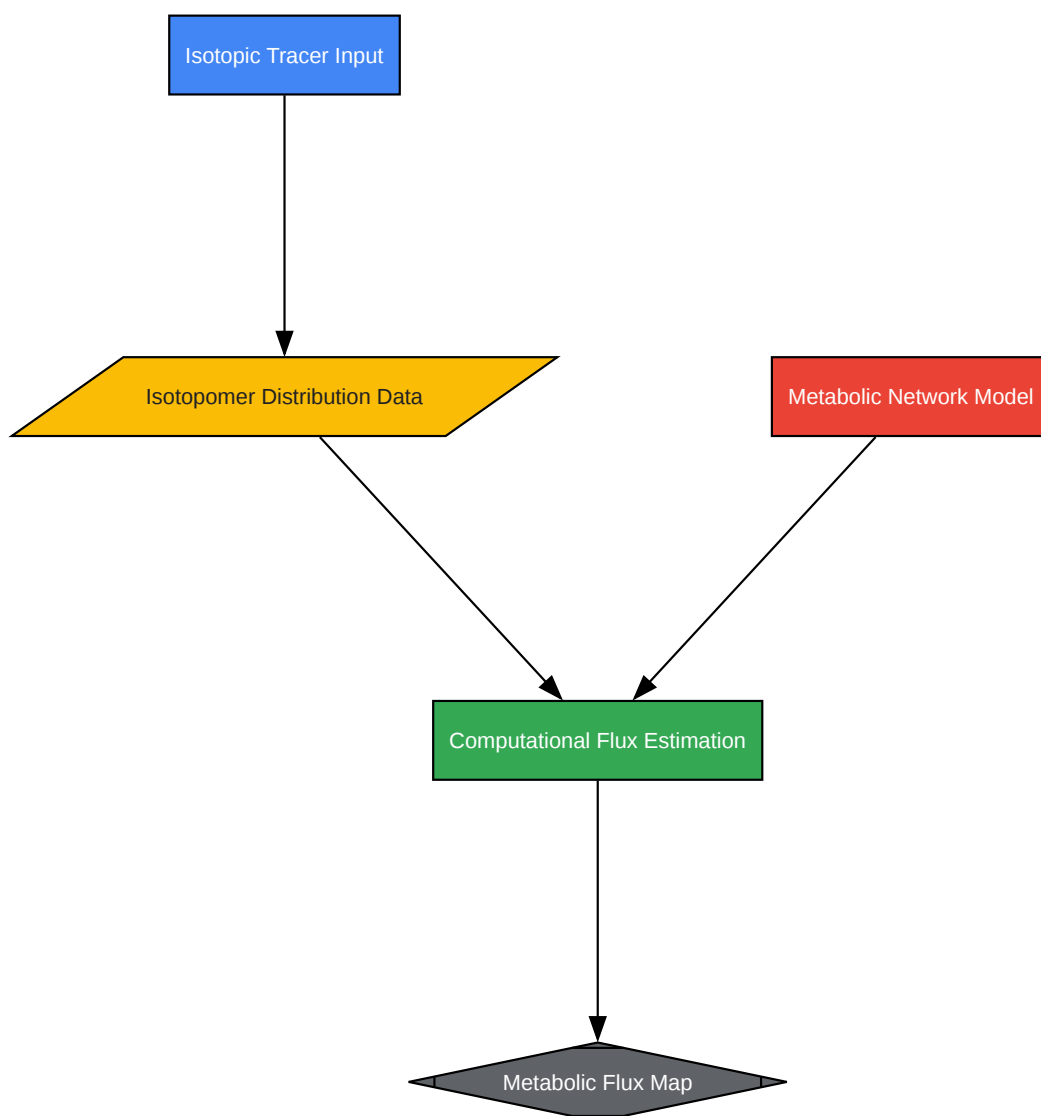 Isotopic Tracer Input
Isotopomer Distribution Data
Metabolic Network Model
Computational Flux Estimation
Metabolic Flux Map